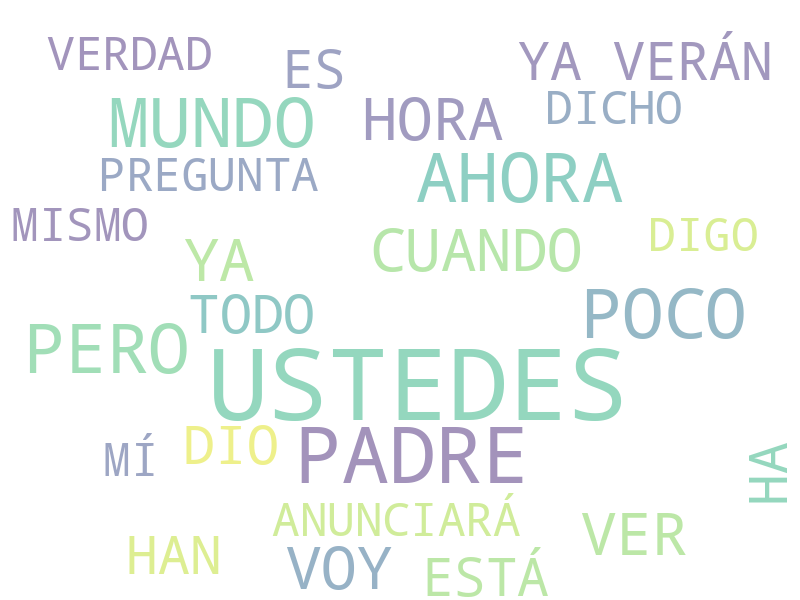 VERDAD
ES
YA VERÁN
MUNDO
HORA
DICHO
PREGUNTA
AHORA
MISMO
YA
CUANDO
DIGO
TODO
POCO
PERO
USTEDES
MÍ
DIO
PADRE
HA
ANUNCIARÁ
HAN
VOY
ESTÁ
VER